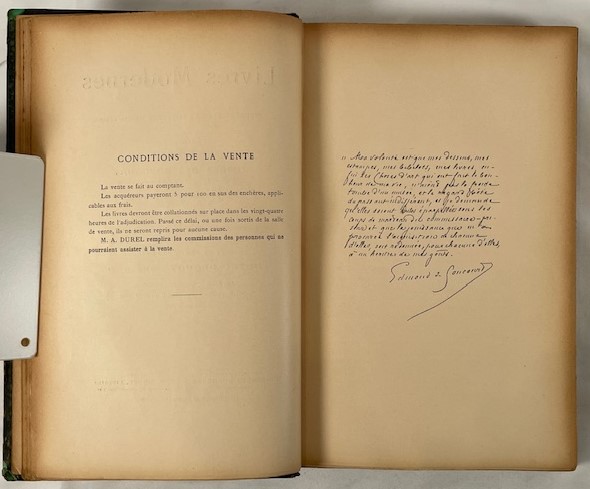 Livres Modernes
CONDITIONS DE LA VENTE
La vente se fait au comptant.
Les acquéreurs payeront 5 pour 100 en sus des enchères, applic-
cables aux frais.
Les livres devront être collationnés sur place dans les vingt-quatre
heures de l'adjudication. Passé ce délai, ou une fois sortis de la salle
de vente, ils ne seront repris pour aucune cause.
M. A. DUREL remplira les commissions des personnes qui ne
pourraient assister à la vente.
Ma volonté est que mes dessins, mes
estampes, mes bibelots, mes livres, en-
fin les choses d'art qui ont fait le bon-
heur de ma vie, n'aient pas la froide
tombe d'un musée, et le regard bête
du passant indifférent, et je demande
qu'elles soient toutes éparpillées sous les
coups de marteau du commissaire-pri-
seur et que la jouissance que m'a
procurée l'acquisition de chacune
d'elles, soit redonnée, pour chacune d'elles,
à un héritier de mes goûts.
Edmond de Goncourt